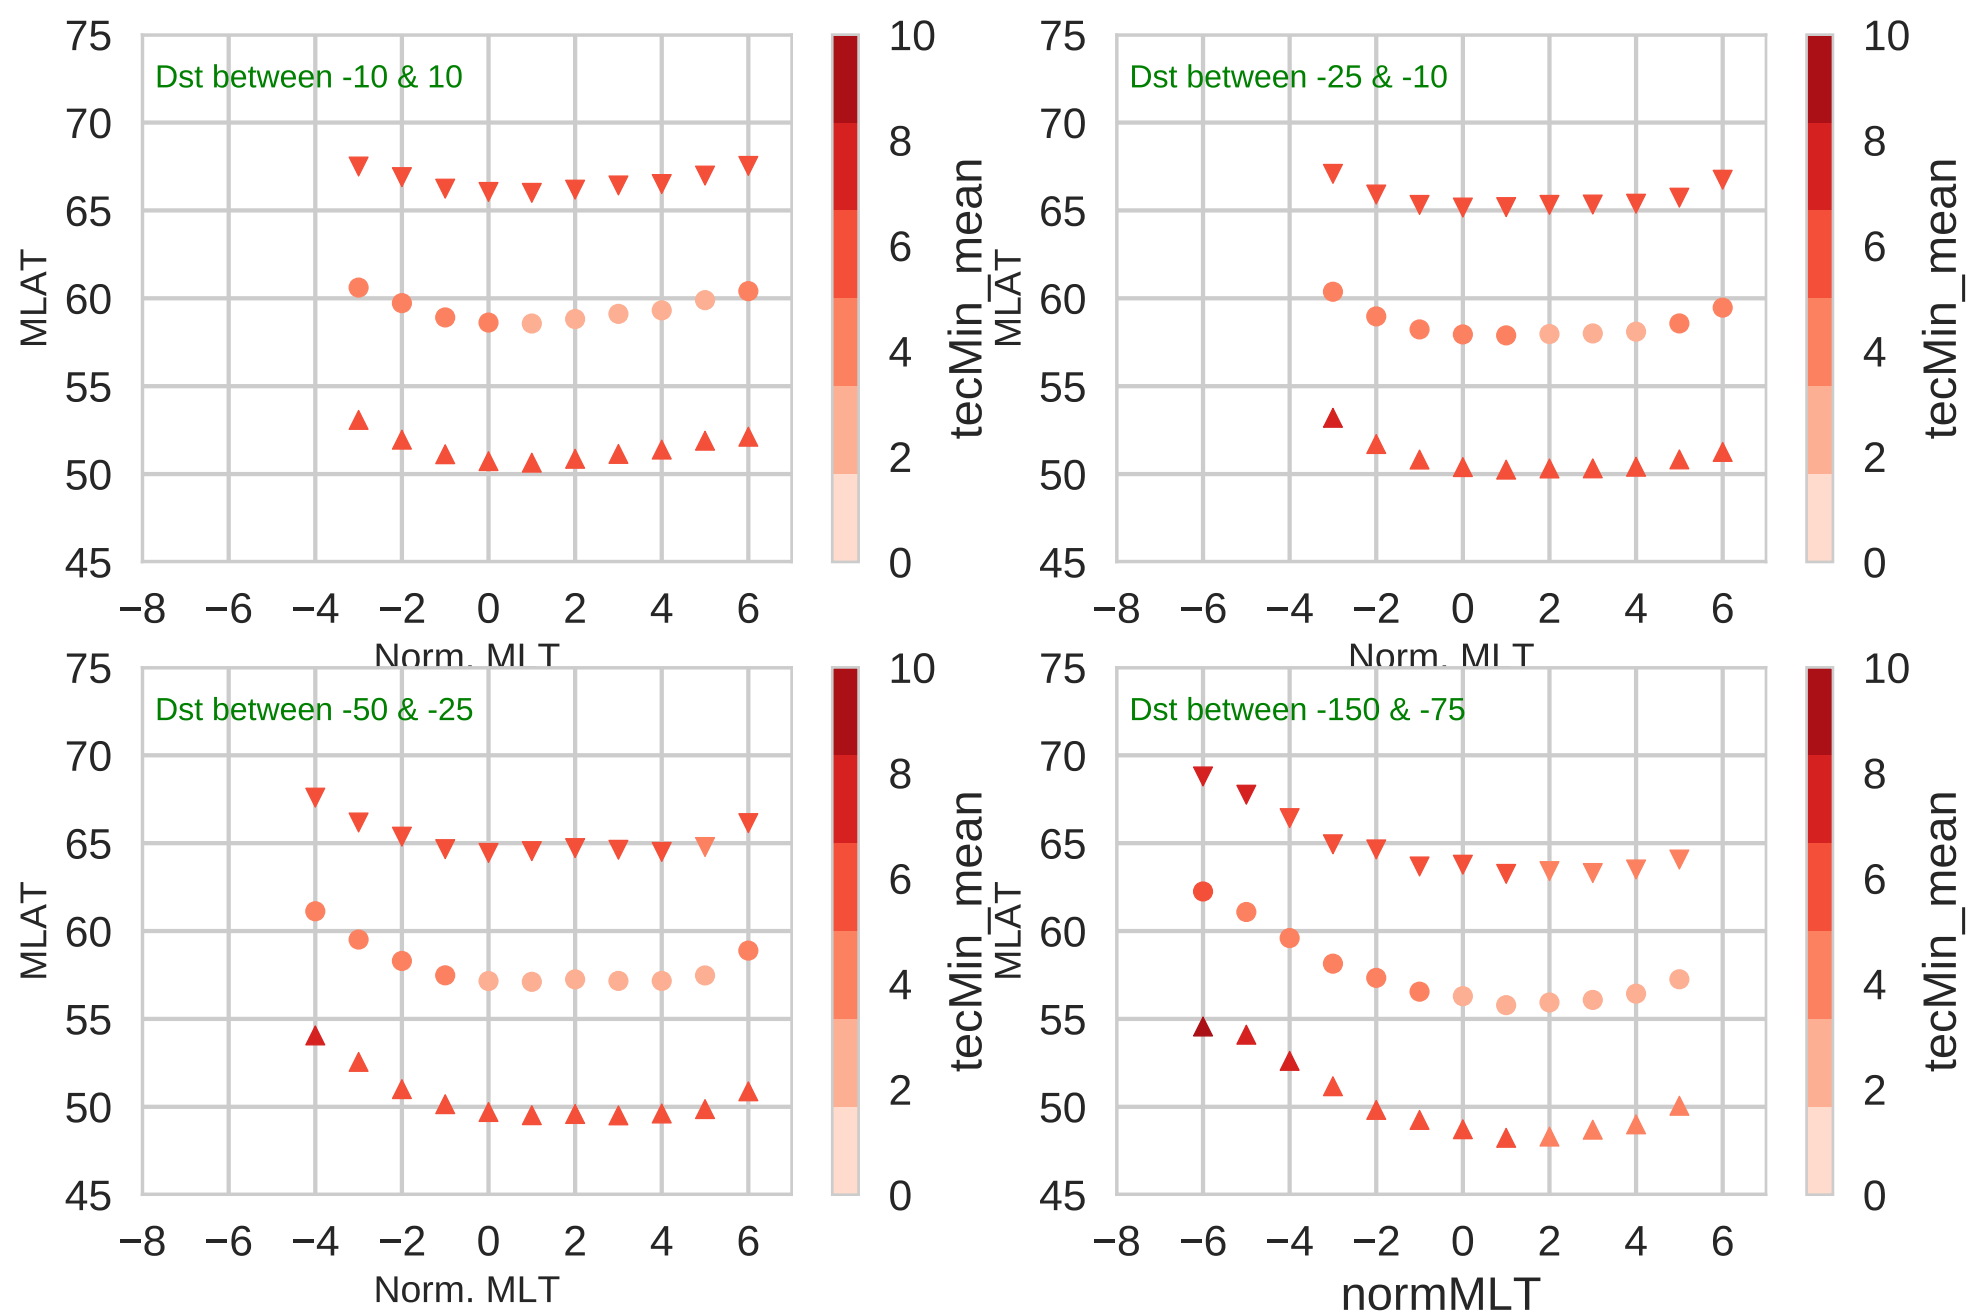 75
70
65
60
55
50
45
MLAT
Dst between -10 & 10
−8 −6 −4 −2 0 2 4 6
Norm. MLT
10
8
6
4
2
0
tecMin_mean
75
70
65
60
55
50
45
MLAT
Dst between -25 & -10
−8 −6 −4 −2 0 2 4 6
Norm. MLT
10
8
6
4
2
0
tecMin_mean
75
70
65
60
55
50
45
MLAT
Dst between -50 & -25
−8 −6 −4 −2 0 2 4 6
Norm. MLT
10
8
6
4
2
0
tecMin_mean
75
70
65
60
55
50
45
MLAT
Dst between -150 & -75
−8 −6 −4 −2 0 2 4 6
normMLT
10
8
6
4
2
0
tecMin_mean